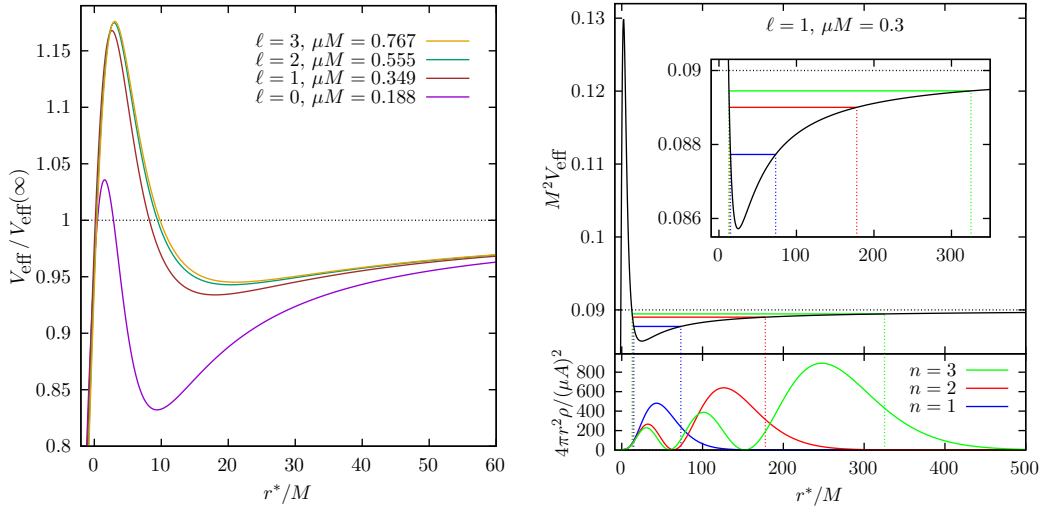 1.15
1.1
1.05
1
0.95
0.9
0.85
0.8
V_eff / V_eff(∞)
ℓ = 3, μM = 0.767
ℓ = 2, μM = 0.555
ℓ = 1, μM = 0.349
ℓ = 0, μM = 0.188
0 10 20 30 40 50 60
r*/M
ℓ = 1, μM = 0.3
0.13
0.12
0.11
0.1
0.09
M²V_eff
0.09
0.088
0.086
0 100 200 300
800
600
400
200
0
4πr²ρ/(μA)²
n = 3
n = 2
n = 1
0 100 200 300 400 500
r*/M